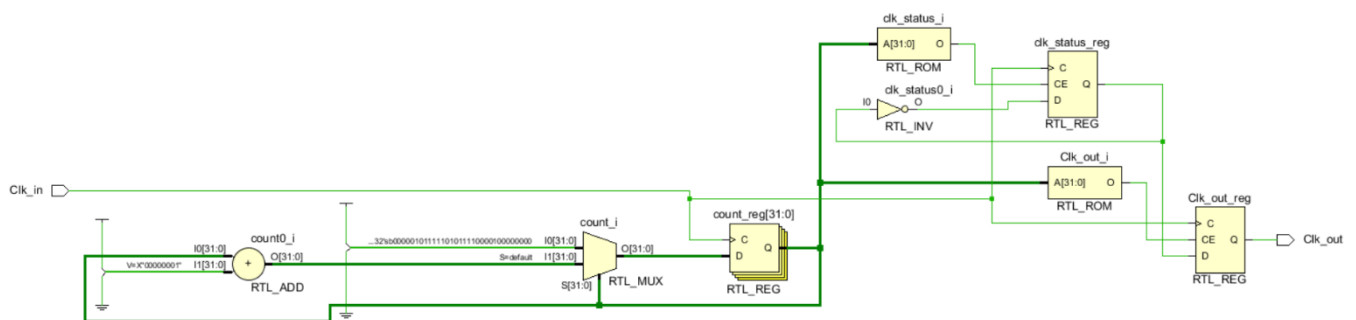 clk_status_i
A[31:0] O
RTL_ROM
clk_status_reg
C
CE Q
D
RTL_REG
clk_status0_i
I0 O
RTL_INV
Clk_out_i
A[31:0] O
RTL_ROM
Clk_out_reg
C
CE Q
D
RTL_REG
Clk_out
Clk_in
count0_i
I0[31:0]
V=X"00000001" I1[31:0]
+
O[31:0]
RTL_ADD
count_i
I0[31:0]
S=default I1[31:0]
O[31:0]
S[31:0]
RTL_MUX
count_reg[31:0]
C
D Q
RTL_REG